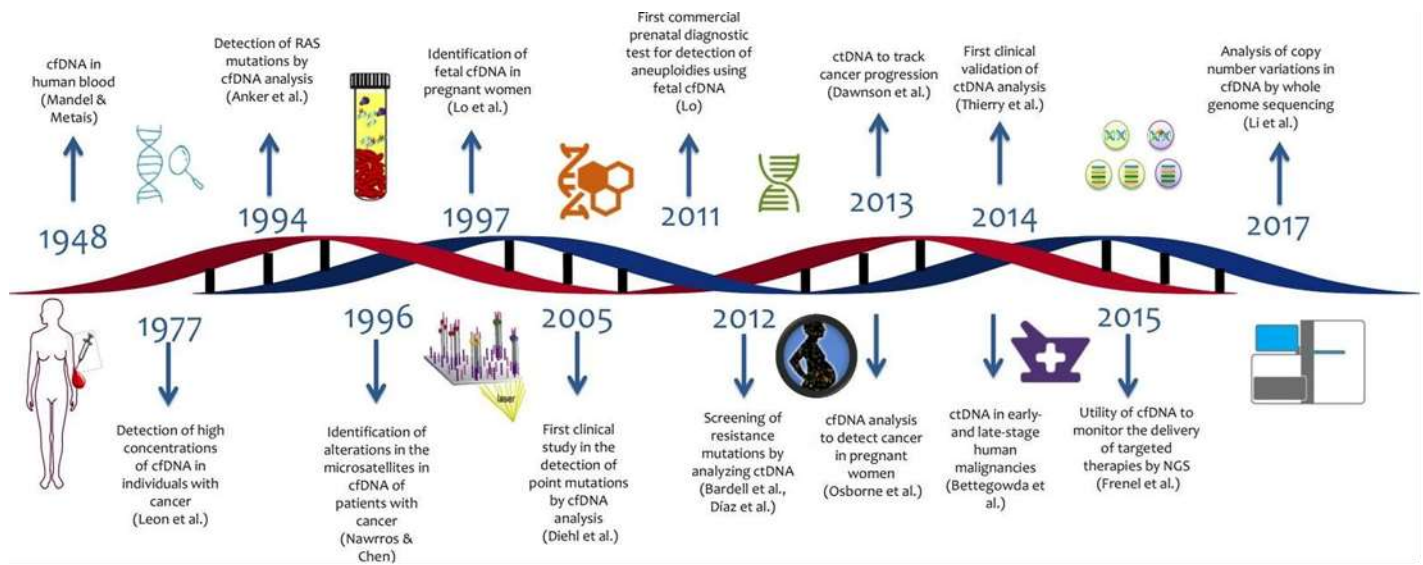 cfDNA in
human blood
(Mandel &
Metais)
1948
Detection of RAS
mutations by
cfDNA analysis
(Anker et al.)
1994
Identification of
fetal cfDNA in
pregnant women
(Lo et al.)
1997
First commercial
prenatal diagnostic
test for detection of
aneuploidies using
fetal cfDNA
(Lo)
2011
ctDNA to track
cancer progression
(Dawnson et al.)
2013
First clinical
validation of
ctDNA analysis
(Thierry et al.)
2014
Analysis of copy
number variations in
cfDNA by whole
genome sequencing
(Li et al.)
2017
1977
Detection of high
concentrations
of cfDNA in
individuals with
cancer
(Leon et al.)
1996
Identification of
alterations in the
microsatellites in
cfDNA of
patients with
cancer
(Nawrros &
Chen)
laser
2005
First clinical
study in the
detection of
point mutations
by cfDNA
analysis
(Diehl et al.)
2012
Screening of
resistance
mutations by
analyzing ctDNA
(Bardell et al.,
Díaz et al.)
cfDNA analysis
to detect cancer
in pregnant
women
(Osborne et al.)
ctDNA in early-
and late-stage
human
malignancies
(Bettegowda et
al.)
2015
Utility of cfDNA to
monitor the delivery
of targeted
therapies by NGS
(Frenel et al.)